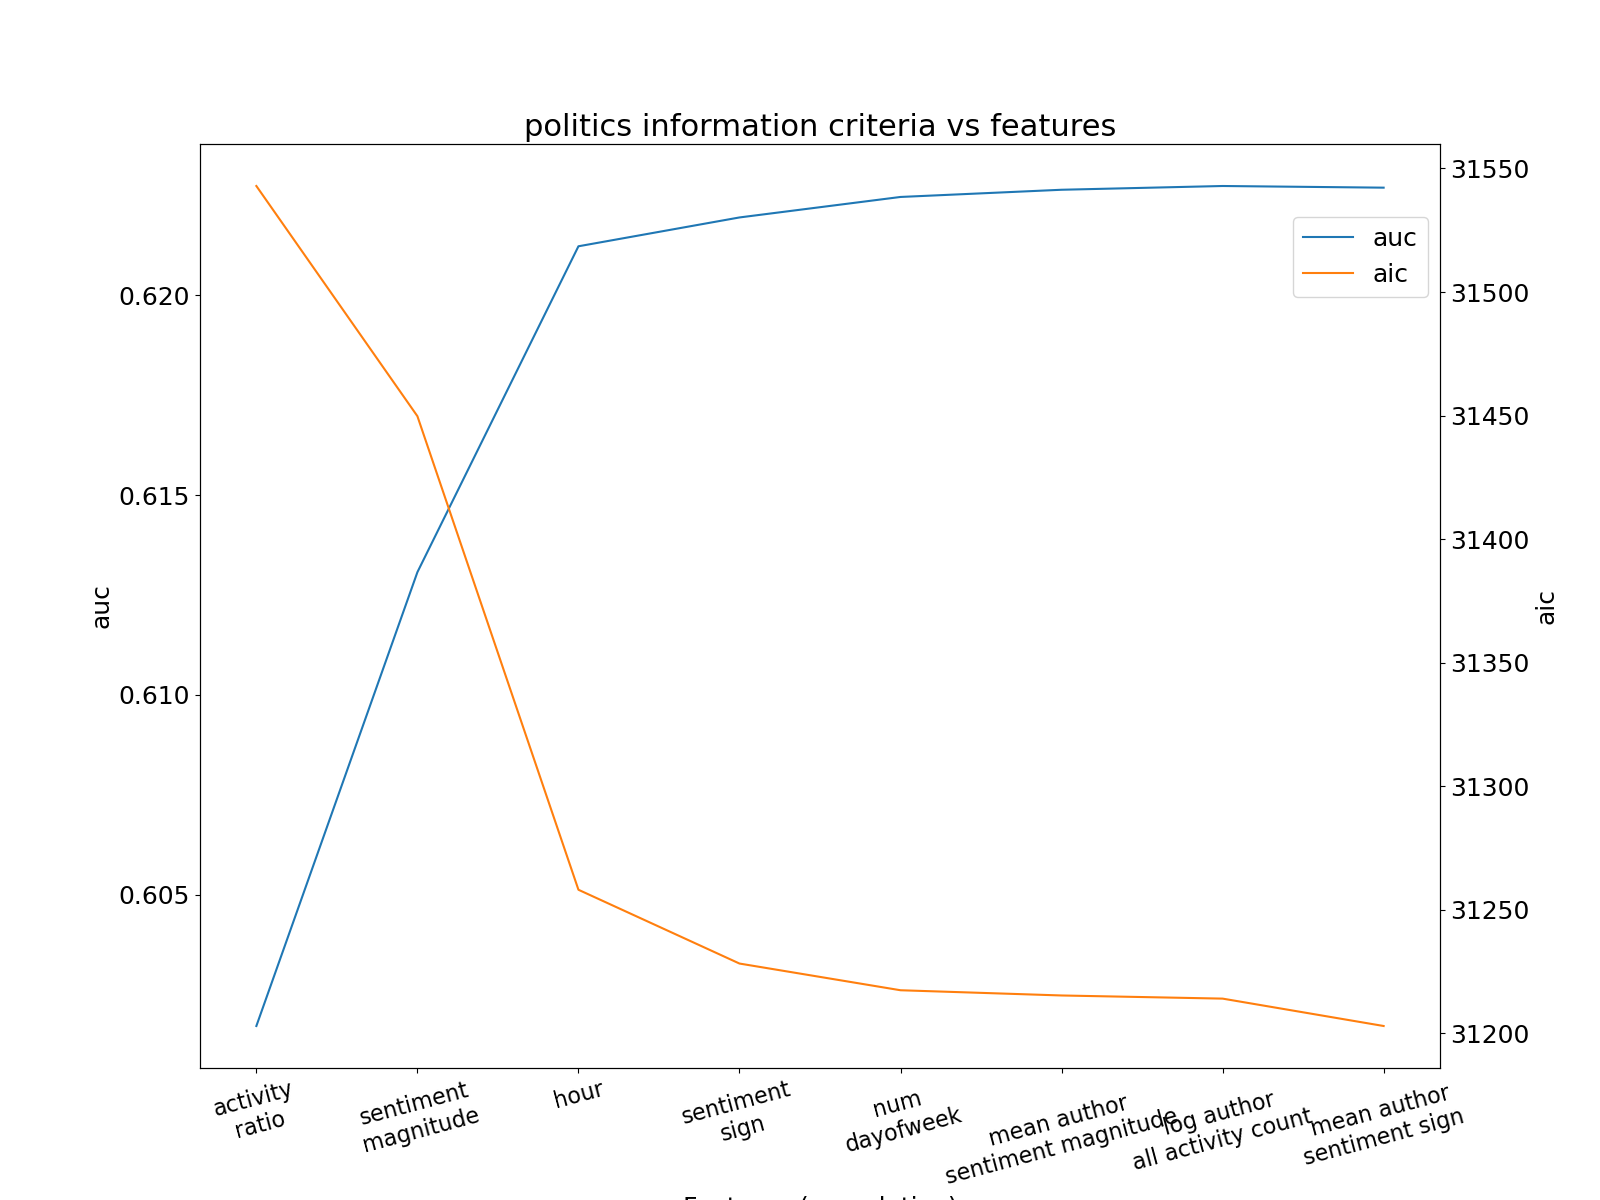 politics information criteria vs features
auc
aic
0.620
0.615
0.610
0.605
auc
31550
31500
31450
31400
31350
31300
31250
31200
aic
activity
ratio
sentiment
magnitude
hour
sentiment
sign
num
dayofweek
mean author
sentiment magnitude
log author
all activity count
mean author
sentiment sign